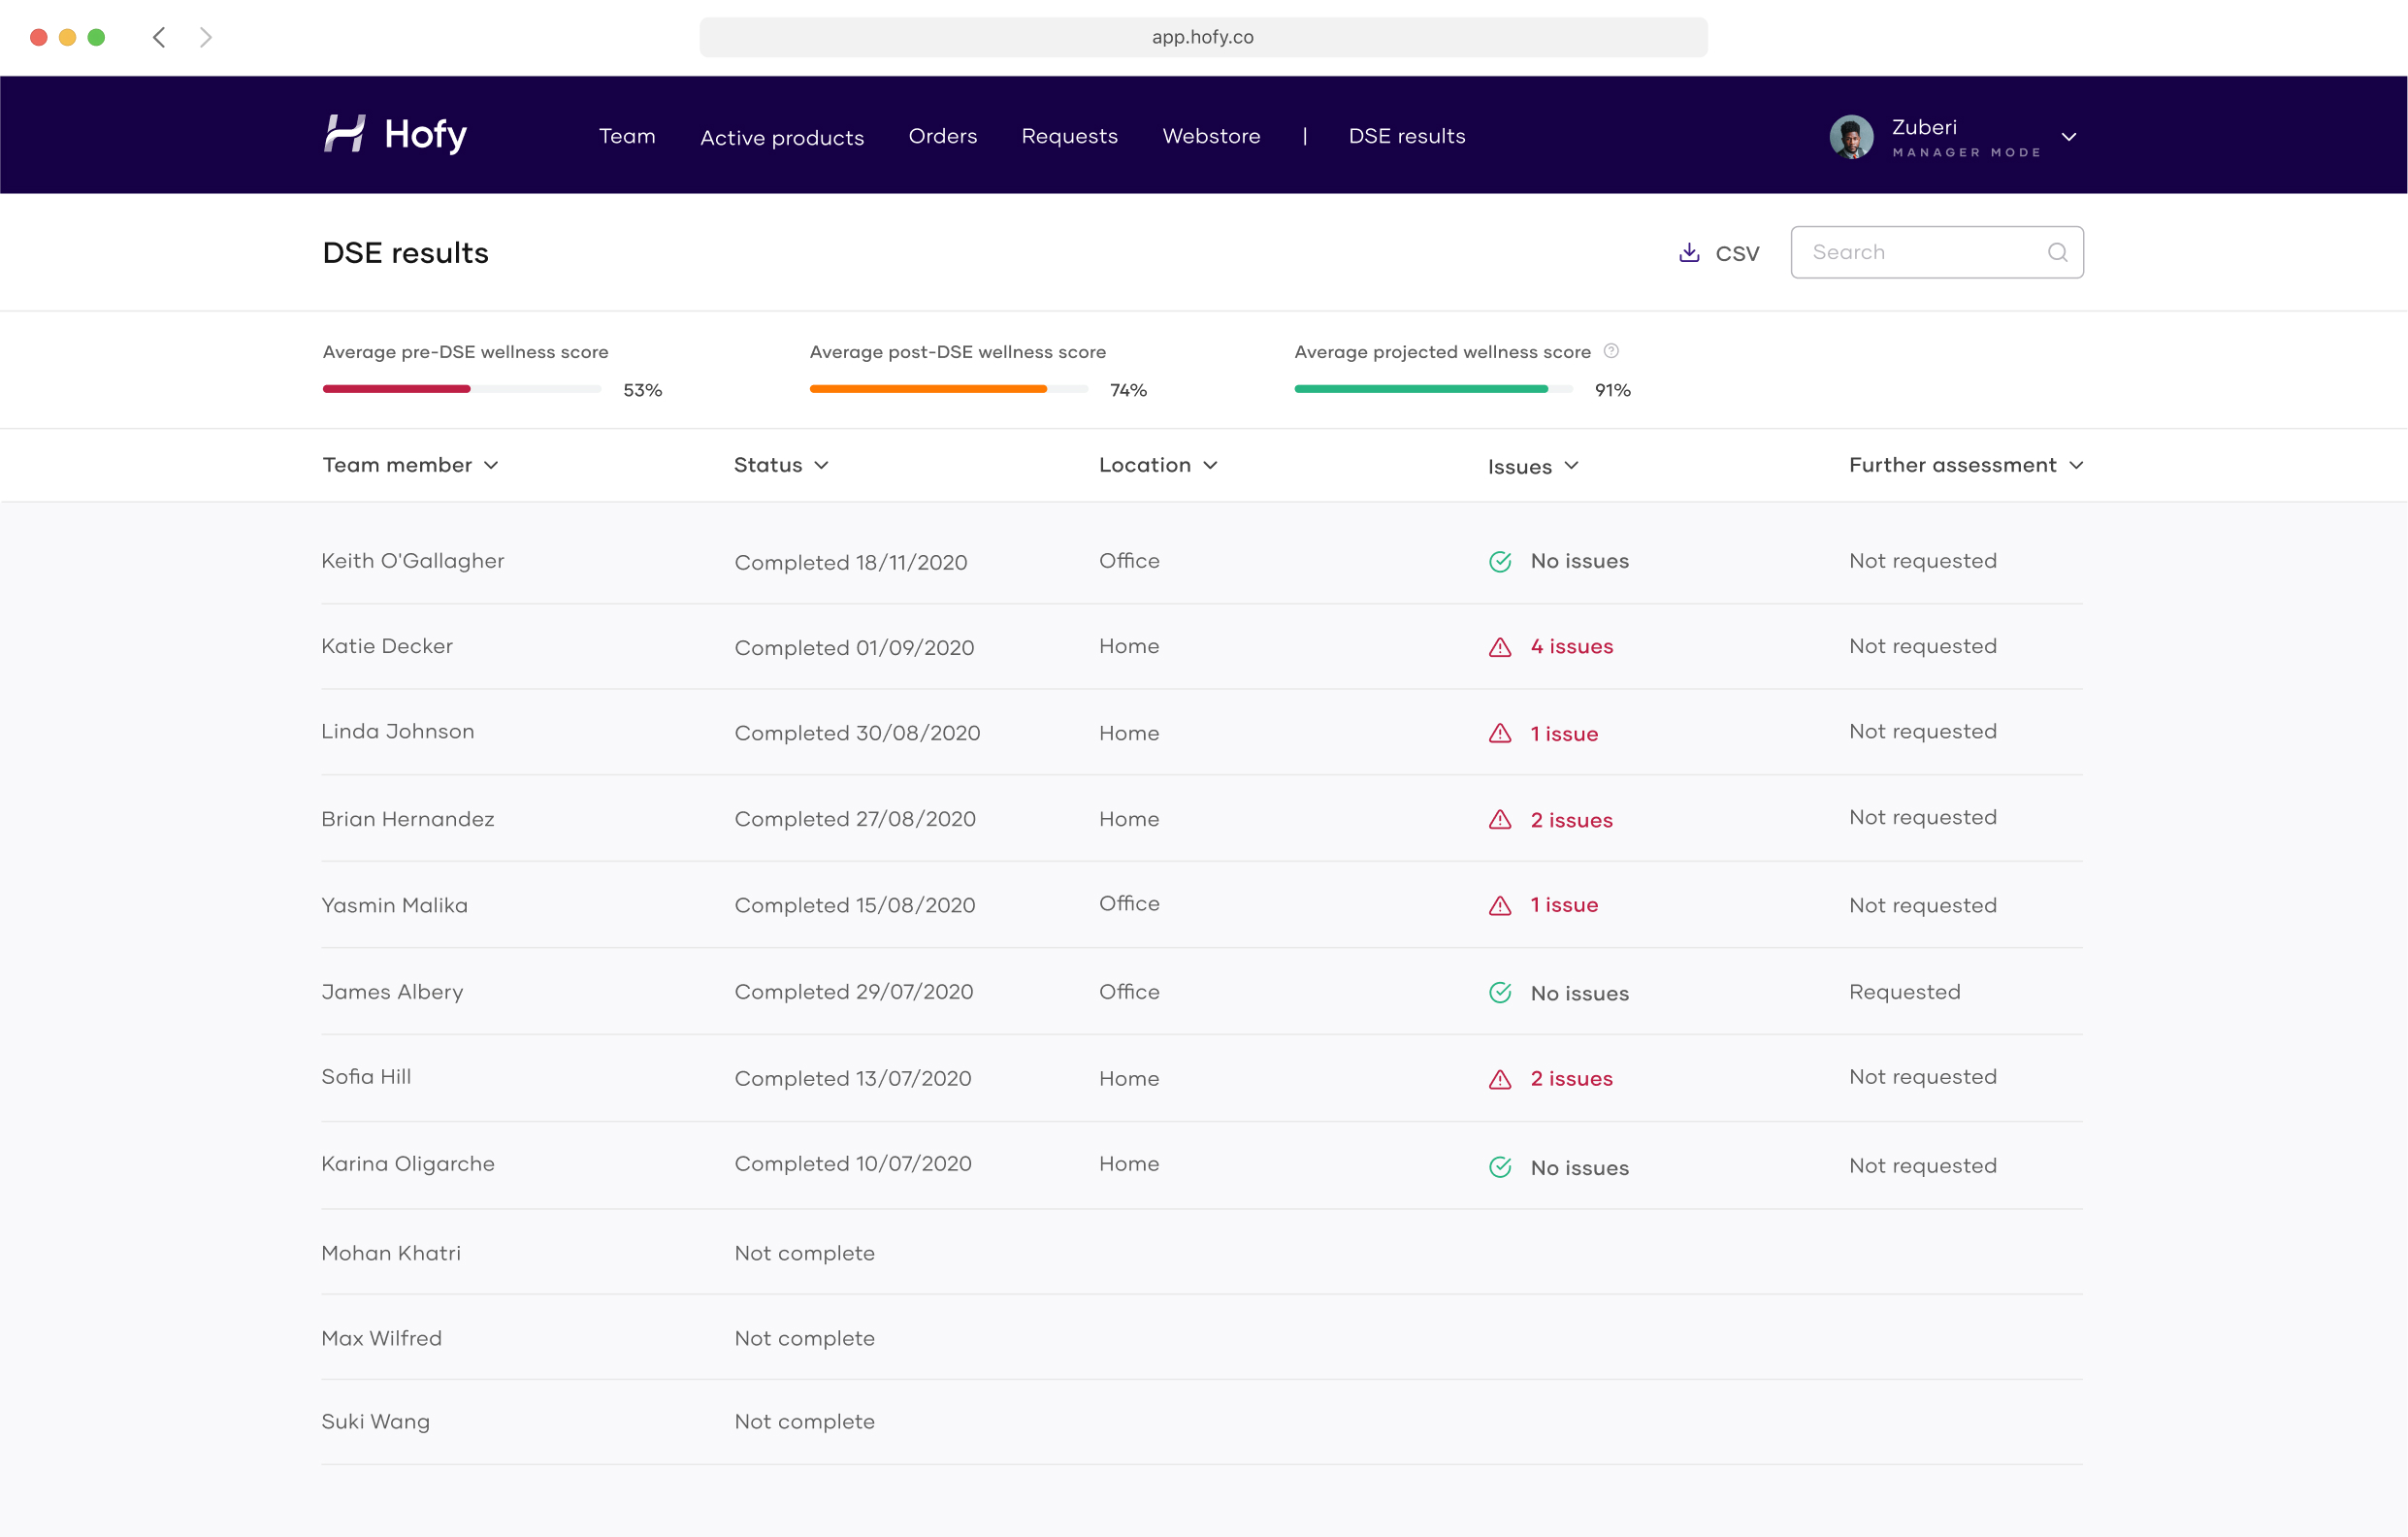 app.hofy.co
Hofy Team Active products Orders Requests Webstore | DSE results Zuberi
MANAGER MODE
DSE results CSV Search
Average pre-DSE wellness score Average post-DSE wellness score Average projected wellness score ?
53% 74% 91%
Team member Status Location Issues Further assessment
Keith O'Gallagher Completed 18/11/2020 Office No issues Not requested
Katie Decker Completed 01/09/2020 Home 4 issues Not requested
Linda Johnson Completed 30/08/2020 Home 1 issue Not requested
Brian Hernandez Completed 27/08/2020 Home 2 issues Not requested
Yasmin Malika Completed 15/08/2020 Office 1 issue Not requested
James Albery Completed 29/07/2020 Office No issues Requested
Sofia Hill Completed 13/07/2020 Home 2 issues Not requested
Karina Oligarche Completed 10/07/2020 Home No issues Not requested
Mohan Khatri Not complete
Max Wilfred Not complete
Suki Wang Not complete